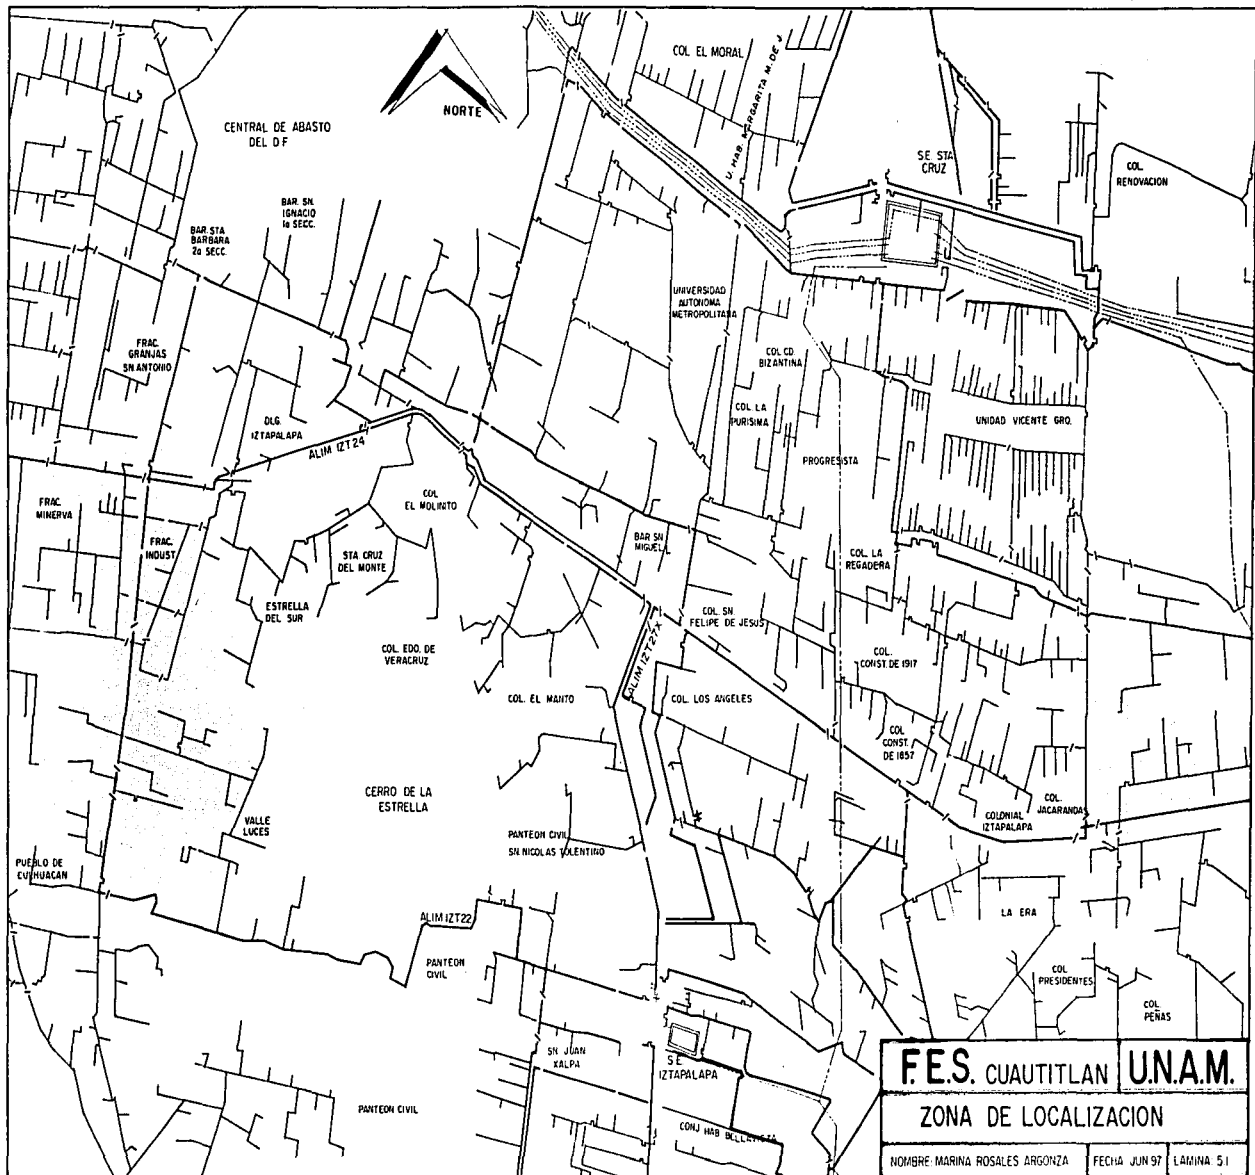 COL EL MORAL
U. HAB. MARGARITA M. DE J.
NORTE
CENTRAL DE ABASTO
DEL D F
S.E. STA
CRUZ
COL.
RENOVACION
BAR. SN.
IGNACIO
1a SECC.
BAR. STA
BARBARA
2a SECC.
UNIVERSIDAD
AUTONOMA
METROPOLITANA
FRAC.
GRANJAS
SN ANTONIO
COL CD.
BIZANTINA
COL. LA
PURISIMA
UNIDAD VICENTE GRO.
DLG.
IZTAPALAPA
ALIM IZT 24
PROGRESISTA
COL
EL MOLINITO
FRAC.
MINERVA
FRAC.
INDUST.
STA CRUZ
DEL MONTE
BAR SN
MIGUEL
COL. LA
REGADERA
ESTRELLA
DEL SUR
COL. SN.
FELIPE DE JESUS
COL. EDO. DE
VERACRUZ
ALIM IZT 27X
COL.
CONST. DE 1917
COL. EL MANTO
COL. LOS ANGELES
COL
CONST.
DE 1857
CERRO DE LA
ESTRELLA
COL.
JACARANDAS
COLONIAL
IZTAPALAPA
VALLE
LUCES
PANTEON CIVIL
SN. NICOLAS TOLENTINO
PUEBLO DE
CULHUACAN
ALIM IZT22
LA ERA
PANTEON
CIVIL
COL
PRESIDENTES
COL.
PEÑAS
SN. JUAN
XALPA
S.E.
IZTAPALAPA
PANTEON CIVIL
CONJ HAB BELLAVISTA
F.E.S. CUAUTITLAN U.N.A.M.
ZONA DE LOCALIZACION
NOMBRE: MARINA ROSALES ARGONZA FECHA JUN 97 LAMINA 5.1